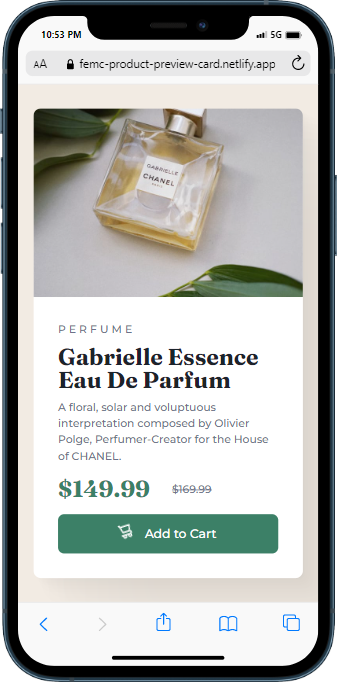 10:53 PM
5G
AA
femc-product-preview-card.netlify.app
GABRIELLE
CHANEL
PARIS
PERFUME
Gabrielle Essence
Eau De Parfum
A floral, solar and voluptuous
interpretation composed by Olivier
Polge, Perfumer-Creator for the House
of CHANEL.
$149.99
$169.99
Add to Cart